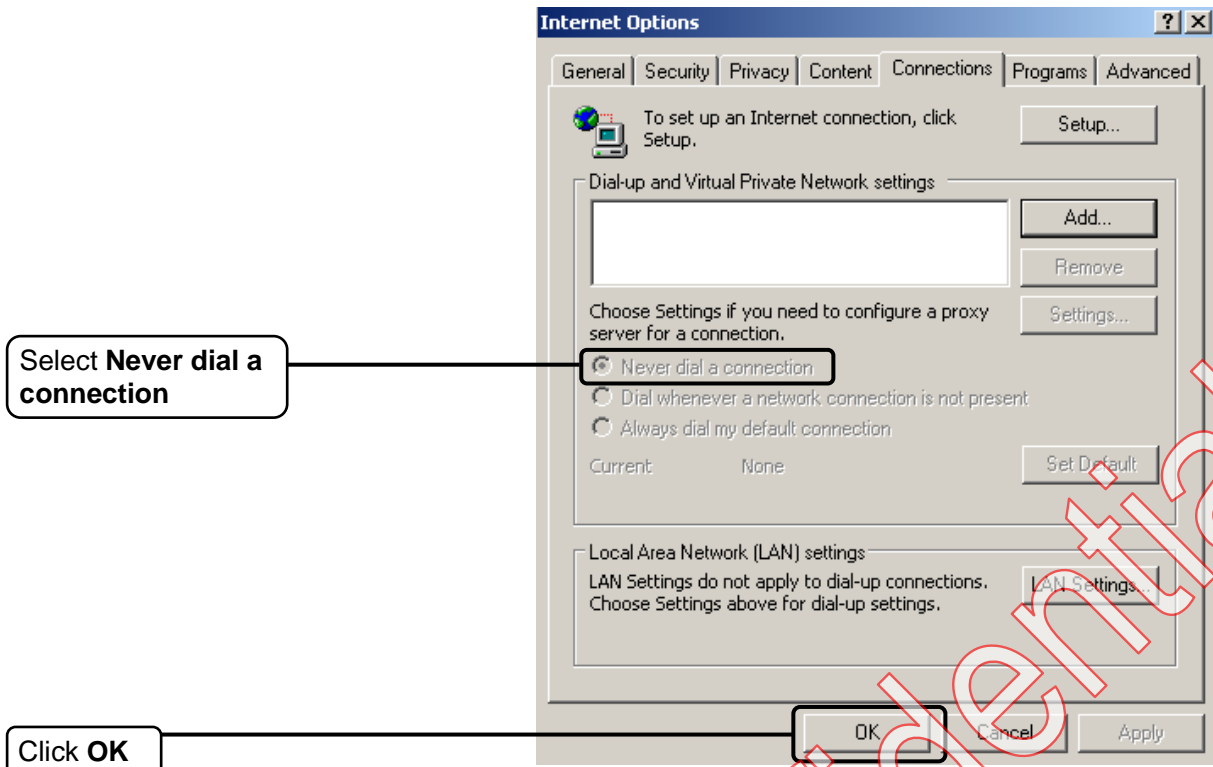 Internet Options
General Security Privacy Content Connections Programs Advanced
To set up an Internet connection, click
Setup.
Setup...
Dial-up and Virtual Private Network settings
Add...
Remove
Choose Settings if you need to configure a proxy
server for a connection.
Settings...
Select Never dial a
connection
Never dial a connection
Dial whenever a network connection is not present
Always dial my default connection
Current None
Set Default
Local Area Network (LAN) settings
LAN Settings do not apply to dial-up connections.
Choose Settings above for dial-up settings.
LAN Settings...
Click OK
OK Cancel Apply